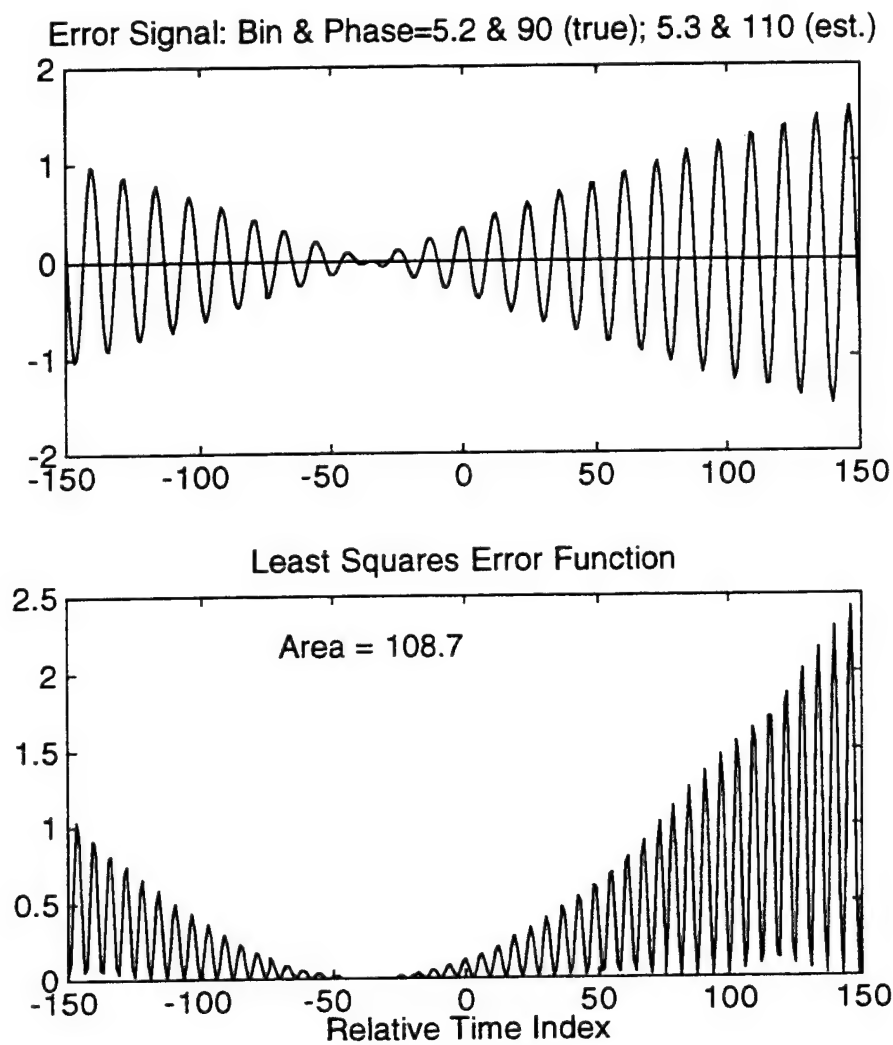 Error Signal: Bin & Phase=5.2 & 90 (true); 5.3 & 110 (est.)
2
1
0
-1
-2
-150 -100 -50 0 50 100 150
Least Squares Error Function
2.5
Area = 108.7
2
1.5
1
0.5
0
-150 -100 -50 0 50 100 150
Relative Time Index